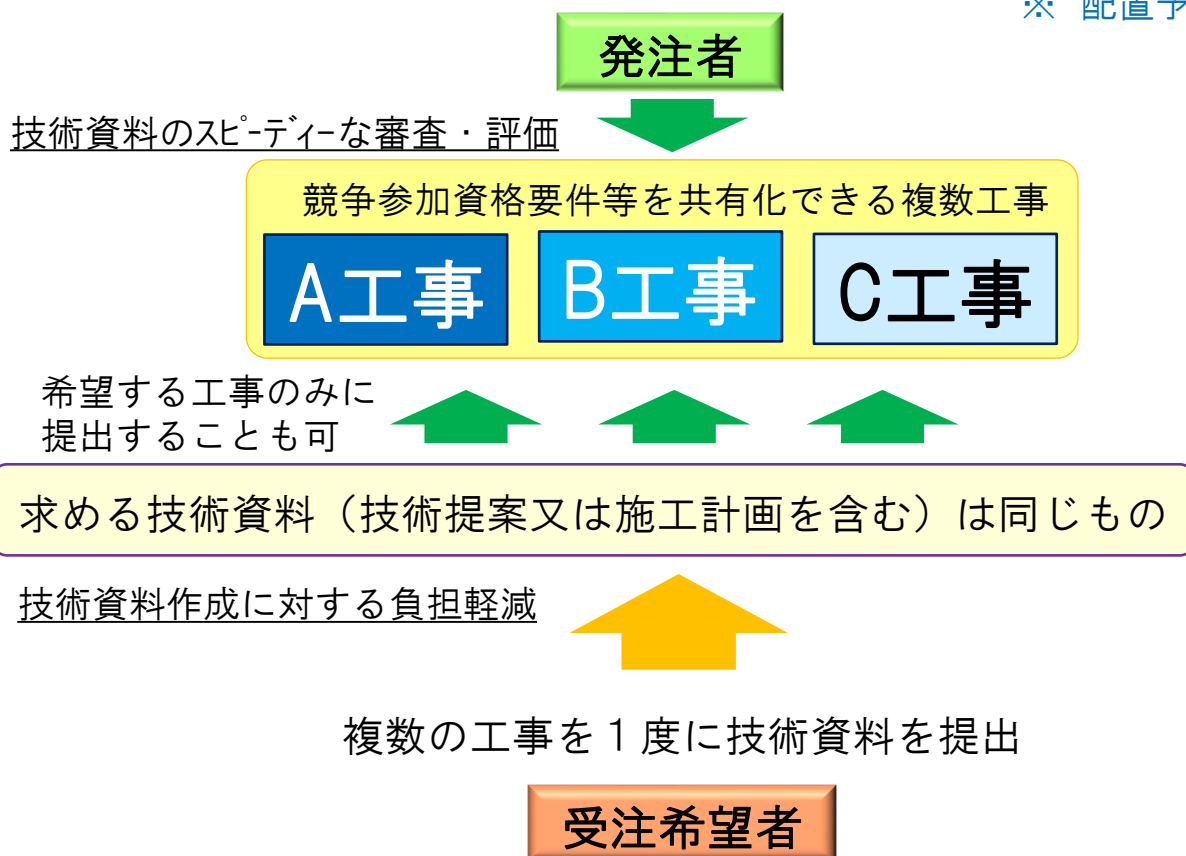 ※ 配置予
発注者
技術資料のスピーディーな審査・評価
競争参加資格要件等を共有化できる複数工事
A工事 B工事 C工事
希望する工事のみに
提出することも可
求める技術資料（技術提案又は施工計画を含む）は同じもの
技術資料作成に対する負担軽減
複数の工事を１度に技術資料を提出
受注希望者